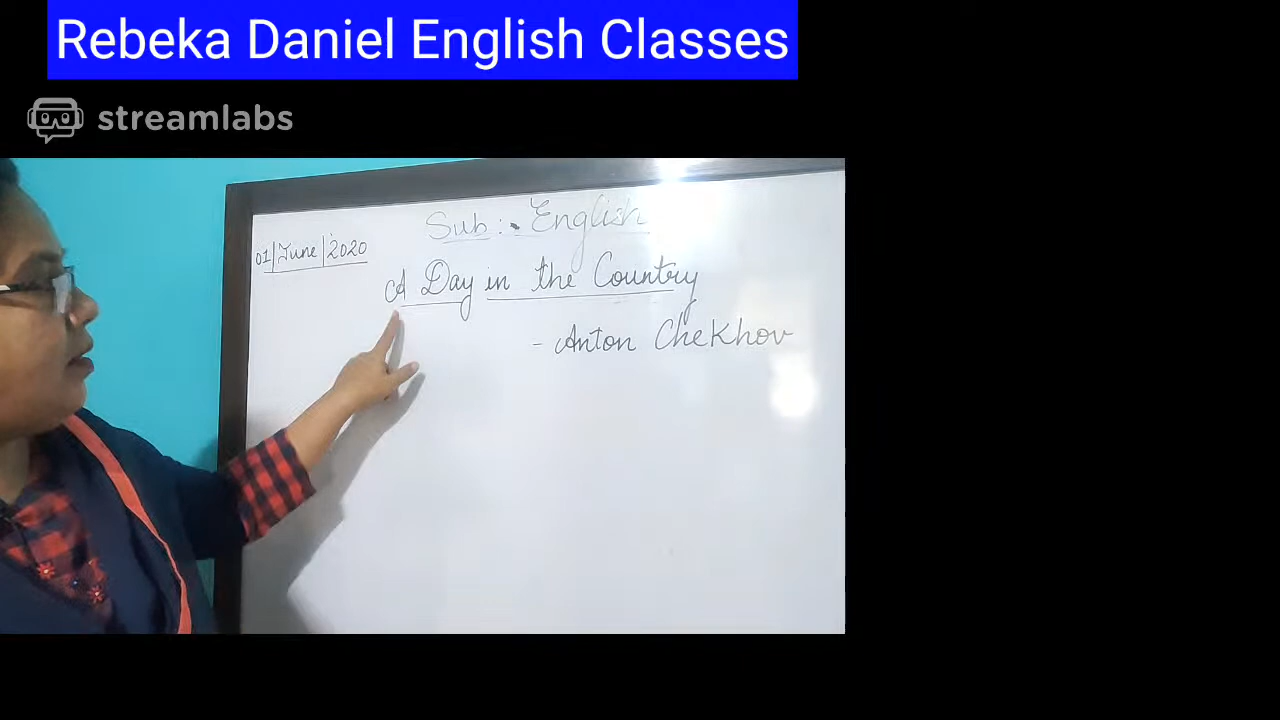 Rebeka Daniel English Classes
streamlabs
Sub:- English
01/June/2020
A Day in the Country
- Anton Chekhov